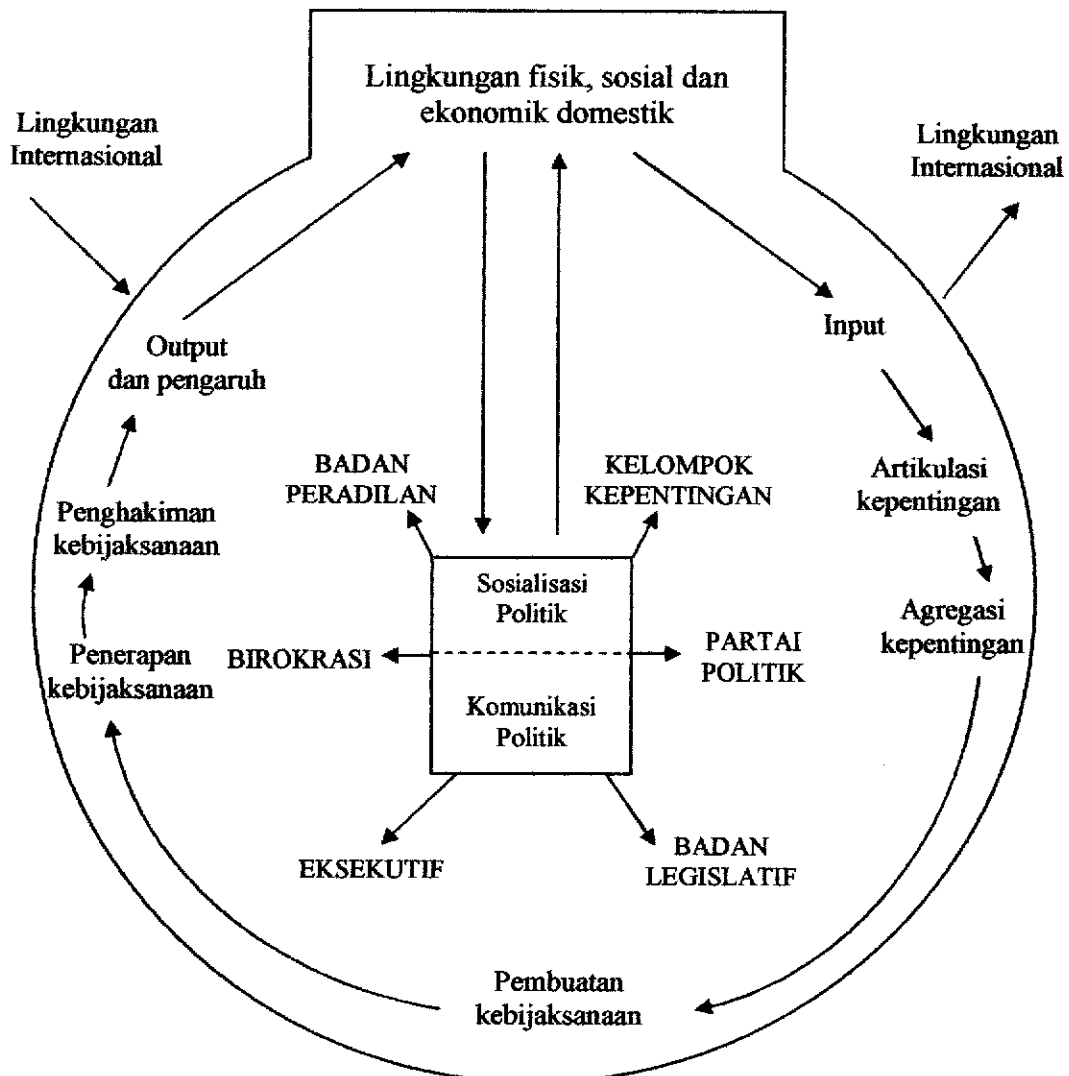 Lingkungan fisik, sosial dan
ekonomik domestik
Lingkungan
Internasional
Lingkungan
Internasional
Input
Output
dan pengaruh
Artikulasi
kepentingan
BADAN
PERADILAN
KELOMPOK
KEPENTINGAN
Penghakiman
kebijaksanaan
Sosialisasi
Politik
Agregasi
kepentingan
Penerapan
kebijaksanaan
BIROKRASI
PARTAI
POLITIK
Komunikasi
Politik
EKSEKUTIF
BADAN
LEGISLATIF
Pembuatan
kebijaksanaan